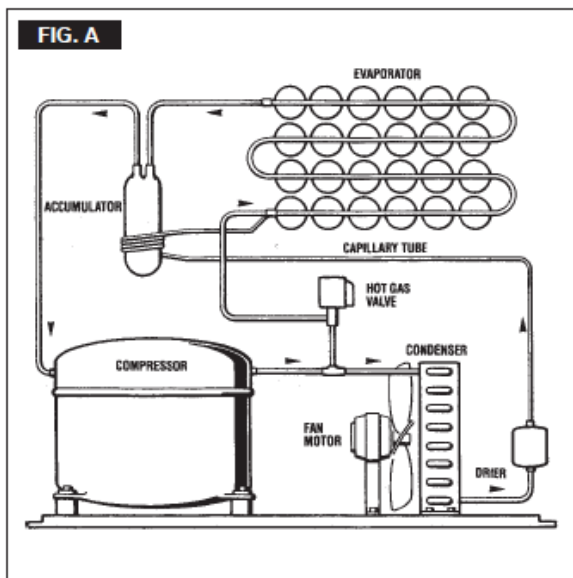 FIG. A
EVAPORATOR
ACCUMULATOR
CAPILLARY TUBE
HOT GAS
VALVE
COMPRESSOR
CONDENSER
FAN
MOTOR
DRIER